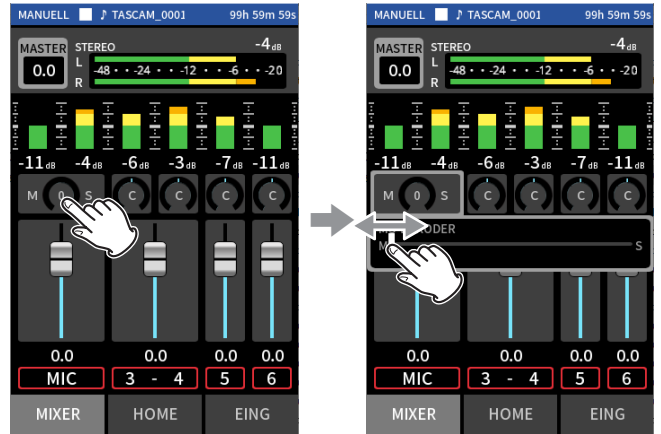 MANUELL ♪ TASCAM_0001 99h 59m 59s
MASTER STEREO -4dB
0.0 L
-48 · · -24 · · -12 · · -6 · · -20
R
-11dB -4dB -6dB -3dB -7dB -11dB
M 0 S C C C
0.0 0.0 0.0 0.0
MIC 3 - 4 5 6
MIXER HOME EING
MANUELL ♪ TASCAM_0001 99h 59m 59s
MASTER STEREO -4dB
0.0 L
-48 · · -24 · · -12 · · -6 · · -20
R
-11dB -4dB -6dB -3dB -7dB -11dB
M 0 S C C C
ODER
M S
0.0 0.0 0.0 0.0
MIC 3 - 4 5 6
MIXER HOME EING